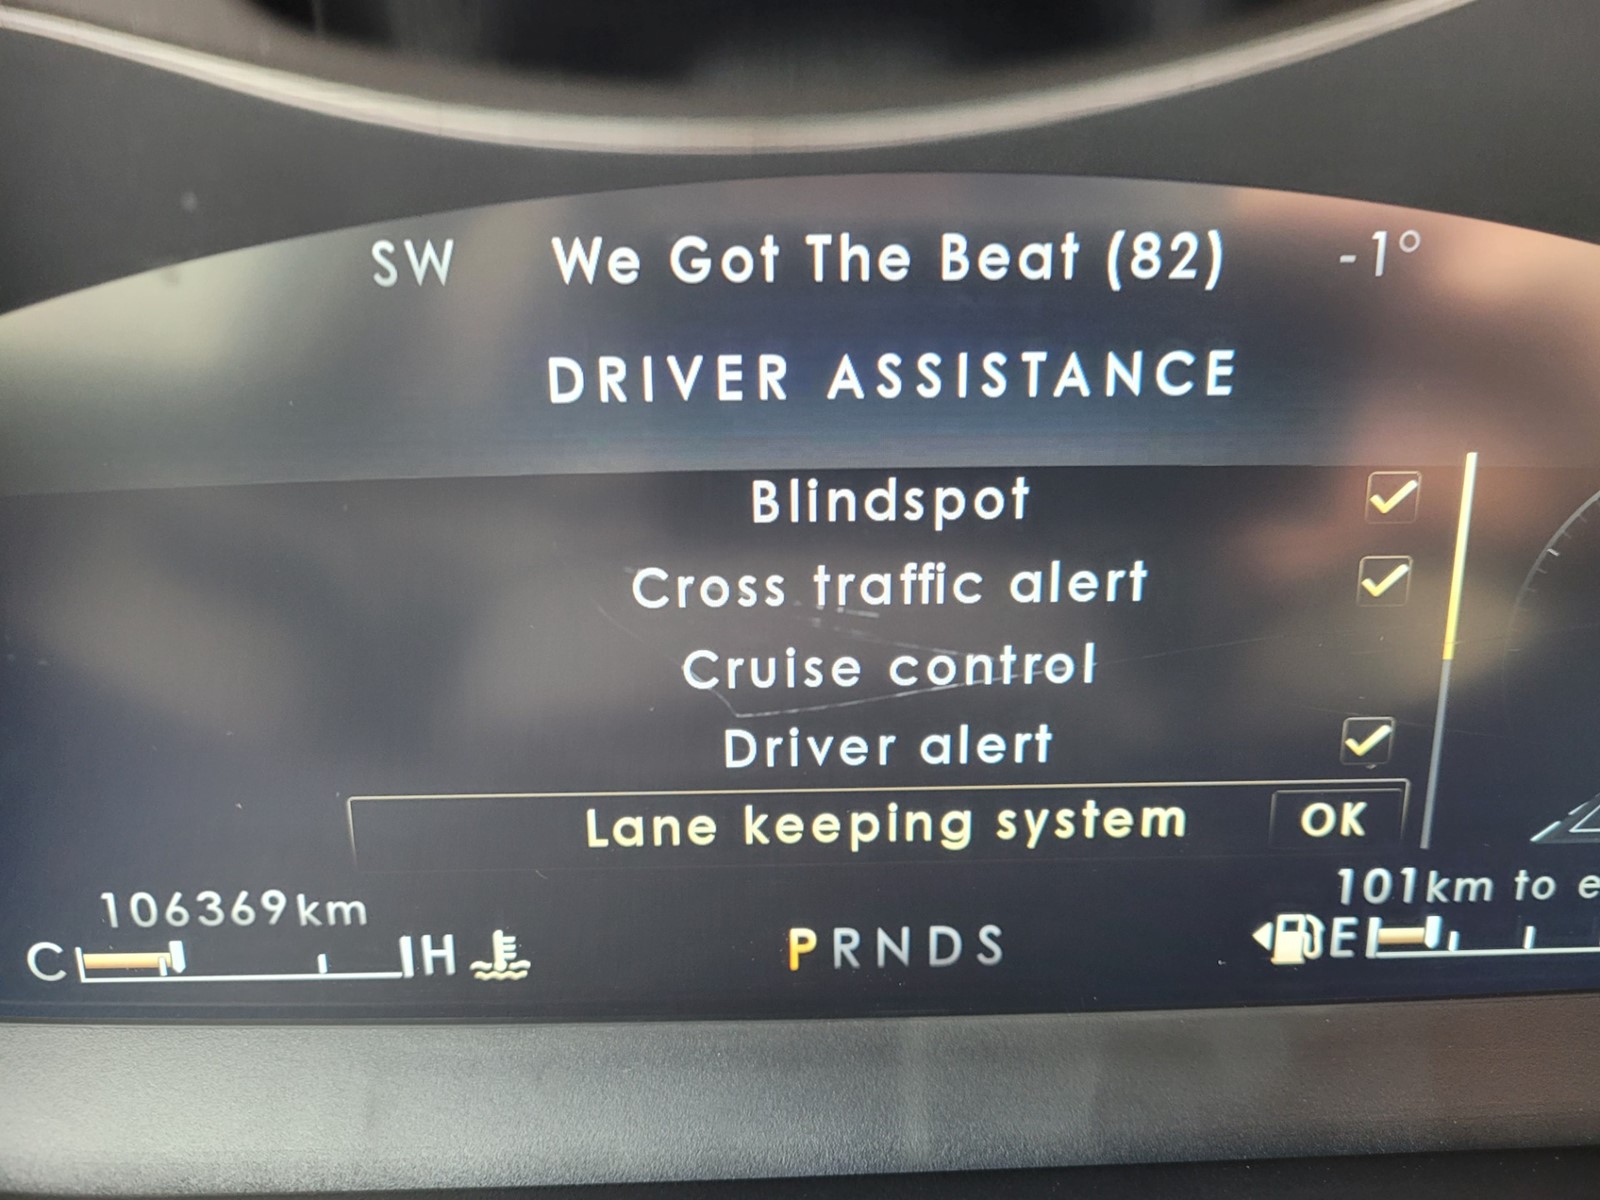 SW We Got The Beat (82) -1°
DRIVER ASSISTANCE
Blindspot
Cross traffic alert
Cruise control
Driver alert
Lane keeping system OK
106369km 101km to e
C H PRNDS E